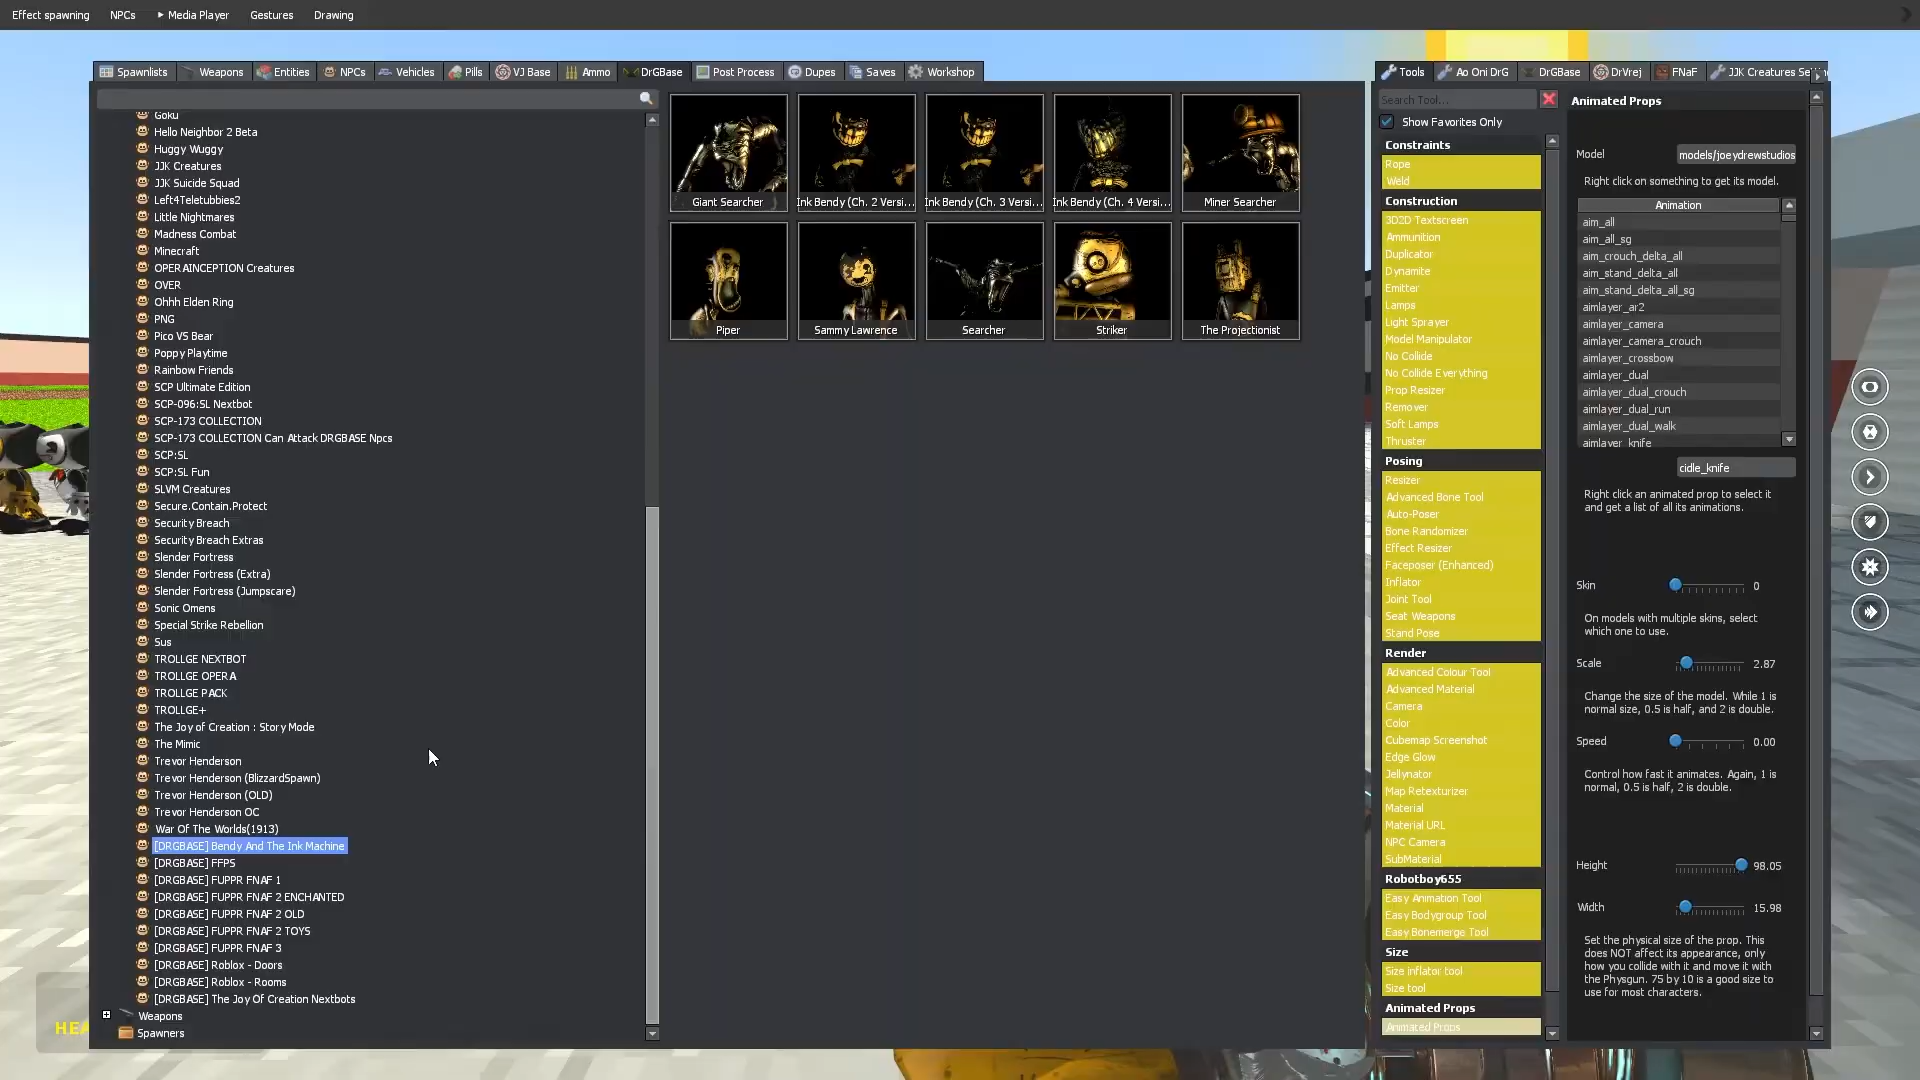 Effect spawning NPCs Media Player Gestures Drawing
Spawnlists Weapons Entities NPCs Vehicles Pills VJ Base Ammo DrGBase Post Process Dupes Saves Workshop
Goku
Hello Neighbor 2 Beta
Huggy Wuggy
JJK Creatures
JJK Suicide Squad
Left4Teletubbies2
Little Nightmares
Madness Combat
Minecraft
OPERAINCEPTION Creatures
OVER
Ohhh Elden Ring
PNG
Pico VS Bear
Poppy Playtime
Rainbow Friends
SCP Ultimate Edition
SCP-096:SL Nextbot
SCP-173 COLLECTION
SCP-173 COLLECTION Can Attack DRGBASE Npcs
SCP:SL
SCP:SL Fun
SLVM Creatures
Secure.Contain.Protect
Security Breach
Security Breach Extras
Slender Fortress
Slender Fortress (Extra)
Slender Fortress (Jumpscare)
Sonic Omens
Special Strike Rebellion
Sus
TROLLGE NEXTBOT
TROLLGE OPERA
TROLLGE PACK
TROLLGE+
The Joy of Creation : Story Mode
The Mimic
Trevor Henderson
Trevor Henderson (BlizzardSpawn)
Trevor Henderson (OLD)
Trevor Henderson OC
War Of The Worlds(1913)
[DRGBASE] Bendy And The Ink Machine
[DRGBASE] FFPS
[DRGBASE] FUPPR FNAF 1
[DRGBASE] FUPPR FNAF 2 ENCHANTED
[DRGBASE] FUPPR FNAF 2 OLD
[DRGBASE] FUPPR FNAF 2 TOYS
[DRGBASE] FUPPR FNAF 3
[DRGBASE] Roblox - Doors
[DRGBASE] Roblox - Rooms
[DRGBASE] The Joy Of Creation Nextbots
Weapons
Spawners
HEA
Giant Searcher Ink Bendy (Ch. 2 Versi... Ink Bendy (Ch. 3 Versi... Ink Bendy (Ch. 4 Versi... Miner Searcher
Piper Sammy Lawrence Searcher Striker The Projectionist
Tools Ao Oni DrG DrGBase DrVrej FNaF JJK Creatures Setti
Search Tool...
Show Favorites Only
Constraints
Rope
Weld
Construction
3D2D Textscreen
Ammunition
Duplicator
Dynamite
Emitter
Lamps
Light Sprayer
Model Manipulator
No Collide
No Collide Everything
Prop Resizer
Remover
Soft Lamps
Thruster
Posing
Resizer
Advanced Bone Tool
Auto-Poser
Bone Randomizer
Effect Resizer
Faceposer (Enhanced)
Inflator
Joint Tool
Seat Weapons
Stand Pose
Render
Advanced Colour Tool
Advanced Material
Camera
Color
Cubemap Screenshot
Edge Glow
Jellynator
Map Retexturizer
Material
Material URL
NPC Camera
SubMaterial
Robotboy655
Easy Animation Tool
Easy Bodygroup Tool
Easy Bonemerge Tool
Size
Size inflator tool
Size tool
Animated Props
Animated Props
Animated Props
Model models/joeydrewstudios
Right click on something to get its model.
Animation
aim_all
aim_all_sg
aim_crouch_delta_all
aim_stand_delta_all
aim_stand_delta_all_sg
aimlayer_ar2
aimlayer_camera
aimlayer_camera_crouch
aimlayer_crossbow
aimlayer_dual
aimlayer_dual_crouch
aimlayer_dual_run
aimlayer_dual_walk
aimlayer_knife
cidle_knife
Right click an animated prop to select it
and get a list of all its animations.
Skin 0
On models with multiple skins, select
which one to use.
Scale 2.87
Change the size of the model. While 1 is
normal size, 0.5 is half, and 2 is double.
Speed 0.00
Control how fast it animates. Again, 1 is
normal, 0.5 is half, 2 is double.
Height 98.05
Width 15.98
Set the physical size of the prop. This
does NOT affect its appearance, only
how you collide with it and move it with
the Physgun. 75 by 10 is a good size to
use for most characters.